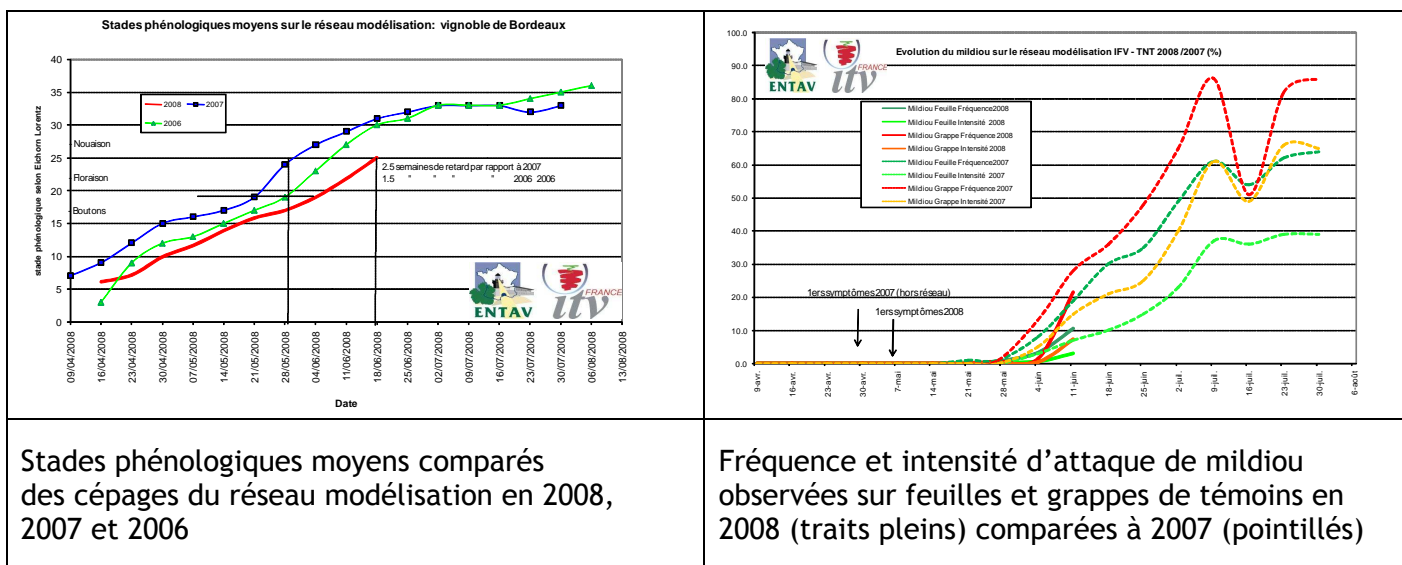 Stades phénologiques moyens sur le réseau modélisation: vignoble de Bordeaux
stade phénologique selon Eichorn Lorentz
40
35
30
25
20
15
10
5
0
2008
2007
2006
Nouaison
Floraison
Boutons
2.5 semaines de retard par rapport à 2007
1.5 " " " 2006 2006
ENTAV
itv
FRANCE
09/04/2008
16/04/2008
23/04/2008
30/04/2008
07/05/2008
14/05/2008
21/05/2008
28/05/2008
04/06/2008
11/06/2008
18/06/2008
25/06/2008
02/07/2008
09/07/2008
16/07/2008
23/07/2008
30/07/2008
06/08/2008
13/08/2008
Date
Evolution du mildiou sur le réseau modélisation IFV - TNT 2008 /2007 (%)
ENTAV
itv
FRANCE
100.0
90.0
80.0
70.0
60.0
50.0
40.0
30.0
20.0
10.0
0.0
Mildiou Feuille Fréquence2008
Mildiou Feuille Intensité 2008
Mildiou Grappe Fréquence 2008
Mildiou Grappe Intensité 2008
Mildiou Feuille Fréquence2007
Mildiou Feuille Intensité 2007
Mildiou Grappe Fréquence 2007
Mildiou Grappe Intensité 2007
1ers symptômes 2007 (hors réseau)
1ers symptômes 2008
9-avr.
16-avr.
23-avr.
30-avr.
7-mai
14-mai
21-mai
28-mai
4-juin
11-juin
18-juin
25-juin
2-juil.
9-juil.
16-juil.
23-juil.
30-juil.
6-août
Stades phénologiques moyens comparés
des cépages du réseau modélisation en 2008,
2007 et 2006
Fréquence et intensité d’attaque de mildiou
observées sur feuilles et grappes de témoins en
2008 (traits pleins) comparées à 2007 (pointillés)